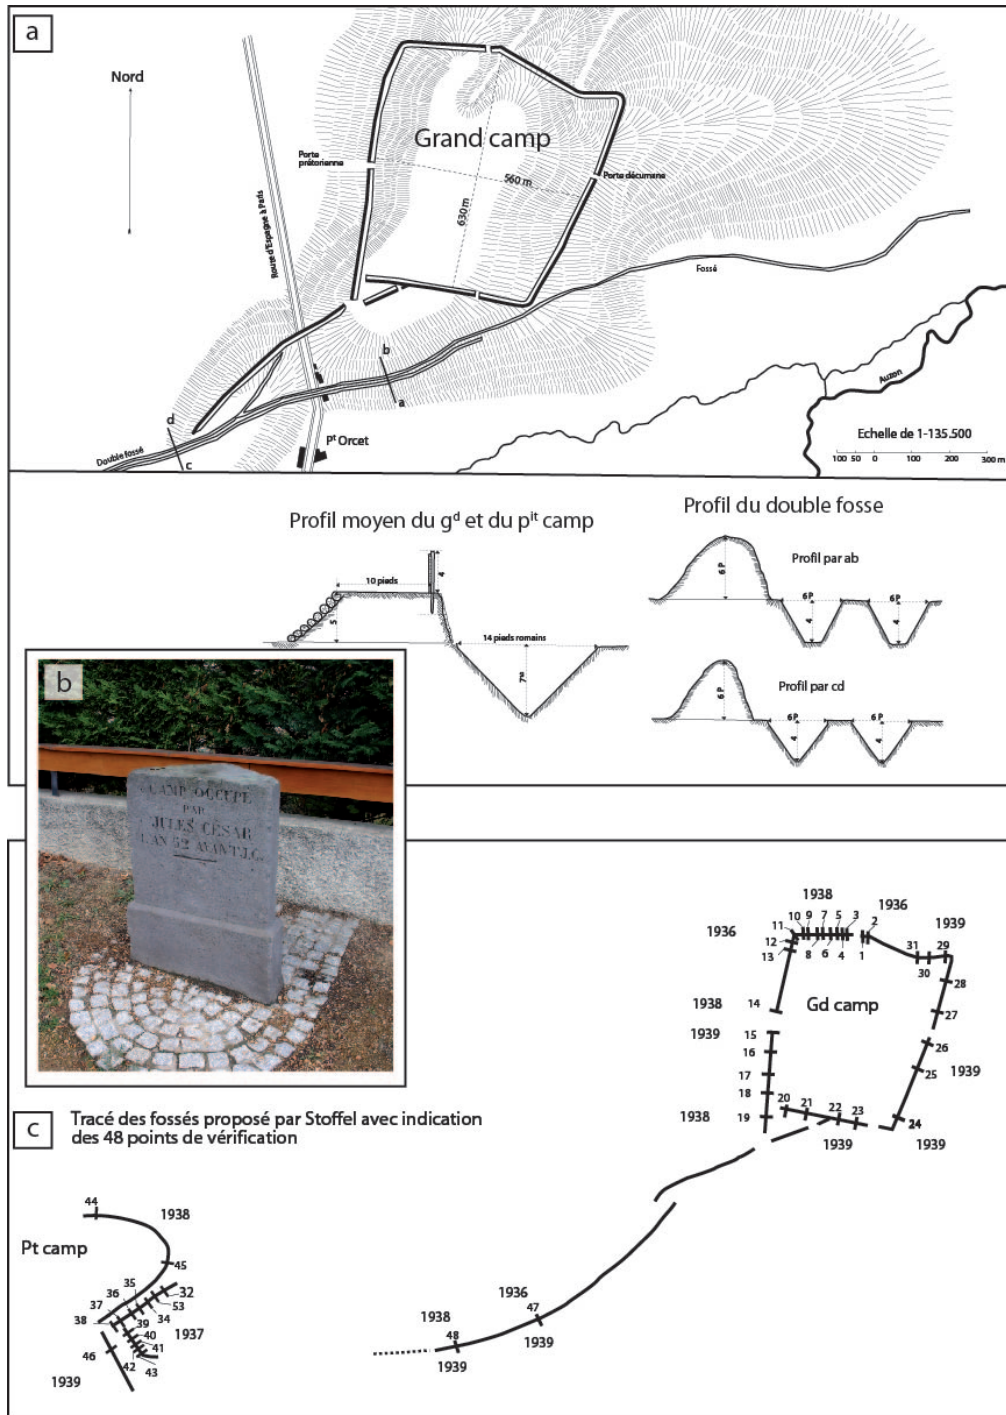 a
Nord
Grand camp
Porte
prétorienne
560 m
630 m
Porte décumane
Route d'Espagne à Paris
Fossé
b
a
d
c
Double fossé
Pt Orcet
Auzon
Echelle de 1-135.500
100 50 0 100 200 300 m
Profil moyen du gd et du pit camp
10 pieds
4
5
14 pieds romains
7
Profil du double fosse
Profil par ab
6 P
6 P
6 P
4
4
Profil par cd
6 P
6 P
6 P
4
4
b
CAMP OCCUPÉ
PAR
JULES CÉSAR
L'AN 52 AVANT J.C.
c
Tracé des fossés proposé par Stoffel avec indication
des 48 points de vérification
1938
1936
1936
1939
11 10 9 7 5 3 2
12 8 6 4 1
13
31 29
30
28
27
Gd camp
1938
14
1939
15
16
17
18
26
25
1939
1938
19
20
21
22
23
24
1939
1939
44
1938
Pt camp
45
35
36
37
38
32
53
34
39
40
1937
41
42
43
46
1939
1936
47
1939
1938
48
1939